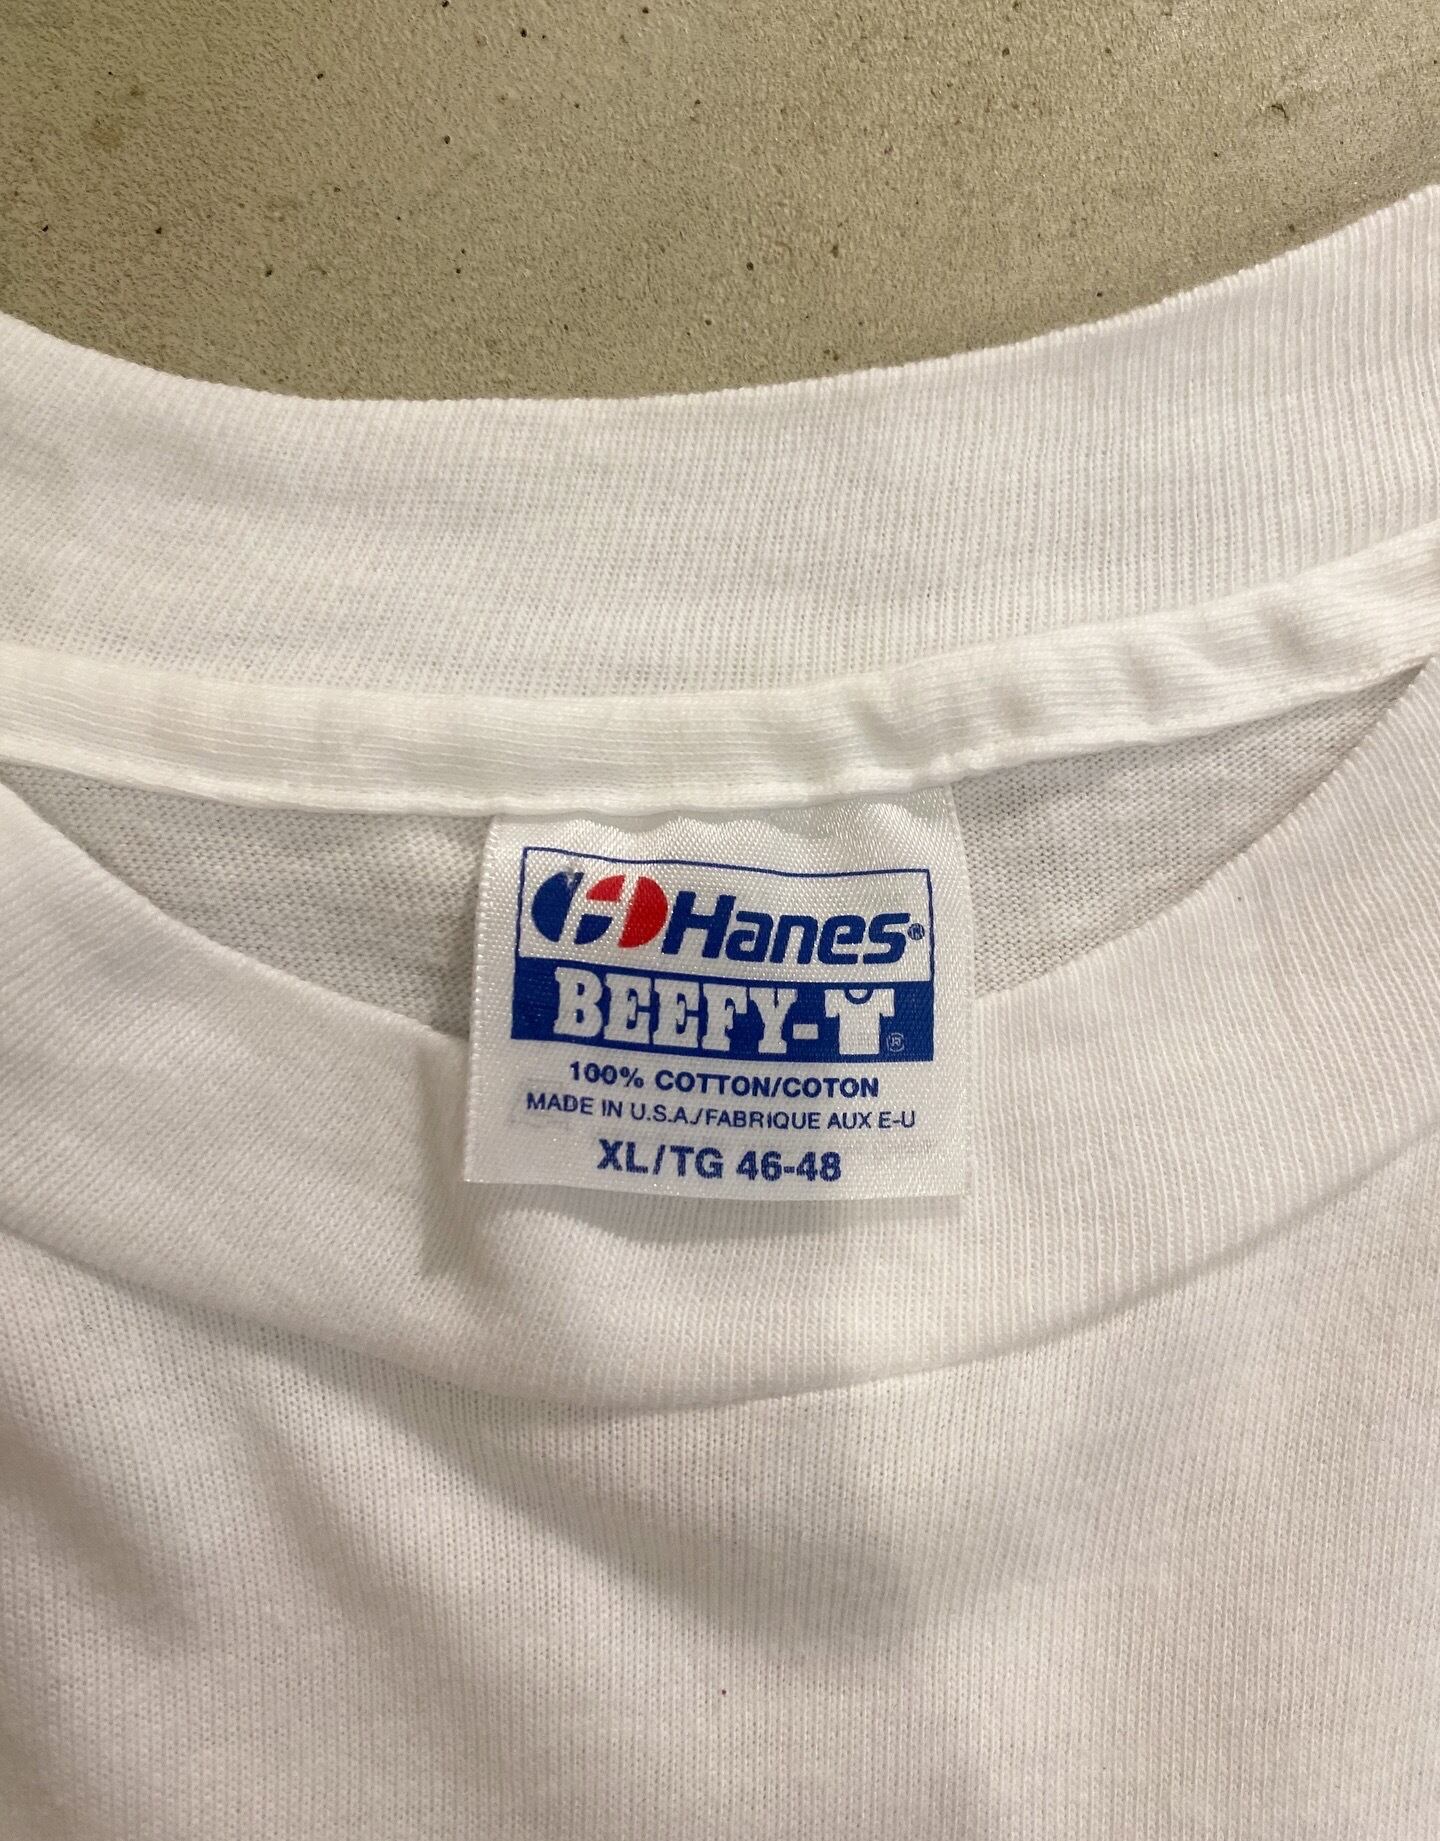 Hanes®
BEEFY-T®
100% COTTON/COTON
MADE IN U.S.A./FABRIQUE AUX E-U
XL/TG 46-48